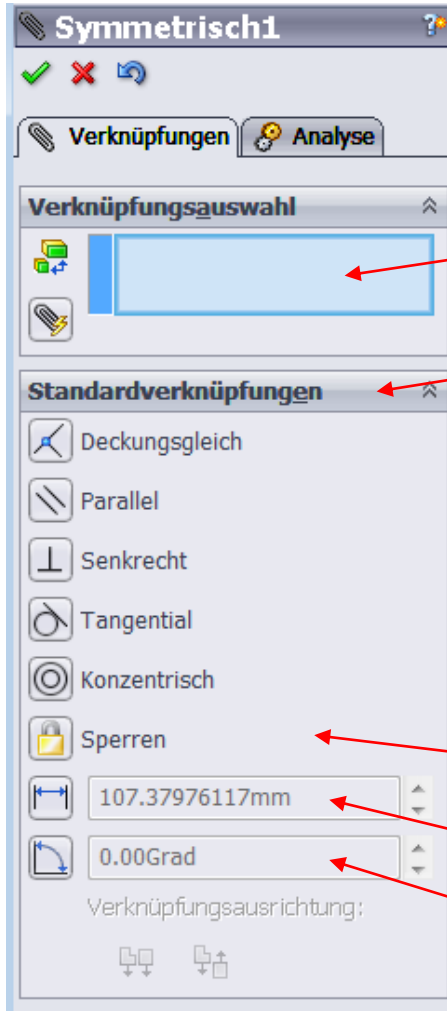 Symmetrisch1
Verknüpfungen Analyse
Verknüpfungsauswahl
Standardverknüpfungen
Deckungsgleich
Parallel
Senkrecht
Tangential
Konzentrisch
Sperren
107.37976117mm
0.00Grad
Verknüpfungsausrichtung: